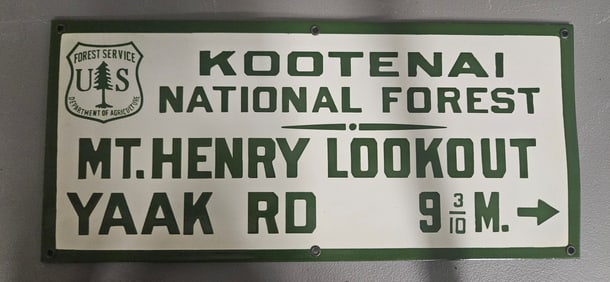 FOREST SERVICE
U S
DEPARTMENT OF AGRICULTURE
KOOTENAI
NATIONAL FOREST
MT. HENRY LOOKOUT
YAAK RD 9 3/10 M. →